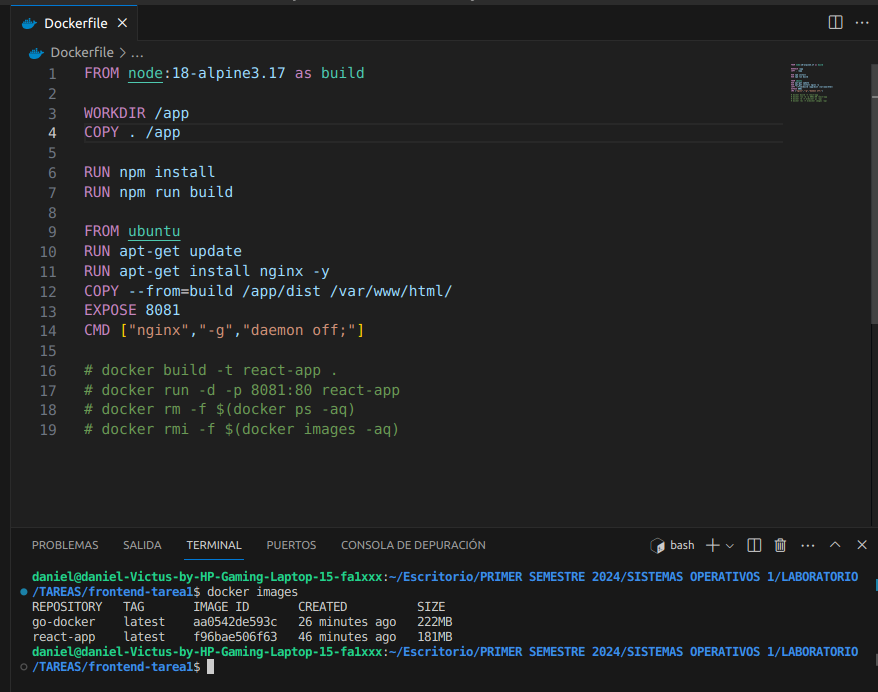 Dockerfile
Dockerfile > ...
1 FROM node:18-alpine3.17 as build
2
3 WORKDIR /app
4 COPY . /app
5
6 RUN npm install
7 RUN npm run build
8
9 FROM ubuntu
10 RUN apt-get update
11 RUN apt-get install nginx -y
12 COPY --from=build /app/dist /var/www/html/
13 EXPOSE 8081
14 CMD ["nginx","-g","daemon off;"]
15
16 # docker build -t react-app .
17 # docker run -d -p 8081:80 react-app
18 # docker rm -f $(docker ps -aq)
19 # docker rmi -f $(docker images -aq)
PROBLEMAS SALIDA TERMINAL PUERTOS CONSOLA DE DEPURACIÓN bash
daniel@daniel-Victus-by-HP-Gaming-Laptop-15-fa1xxx:~/Escritorio/PRIMER SEMESTRE 2024/SISTEMAS OPERATIVOS 1/LABORATORIO
/TAREAS/frontend-tarea1$ docker images
REPOSITORY TAG IMAGE ID CREATED SIZE
go-docker latest aa0542de593c 26 minutes ago 222MB
react-app latest f96bae506f63 46 minutes ago 181MB
daniel@daniel-Victus-by-HP-Gaming-Laptop-15-fa1xxx:~/Escritorio/PRIMER SEMESTRE 2024/SISTEMAS OPERATIVOS 1/LABORATORIO
/TAREAS/frontend-tarea1$